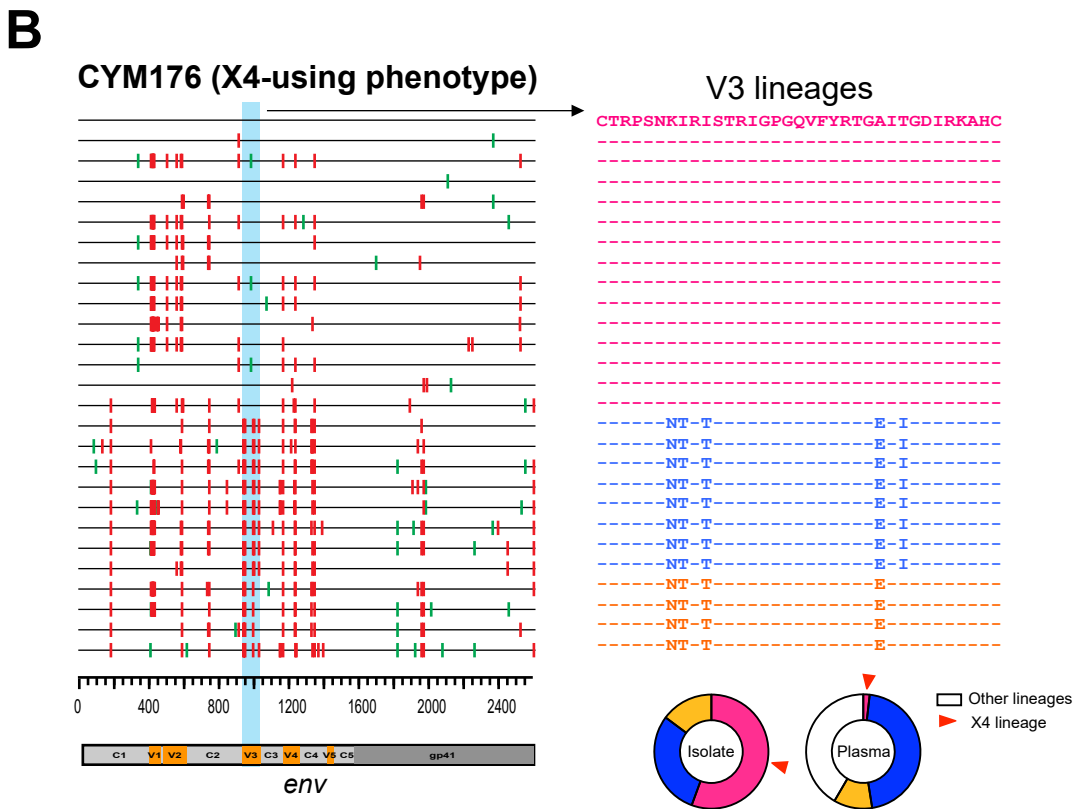 B
CYM176 (X4-using phenotype)
V3 lineages
CTRPSNKIRISTRIGPGQVFYRTGAITGDIRKAHC
-----------------------------------
-----------------------------------
-----------------------------------
-----------------------------------
-----------------------------------
-----------------------------------
-----------------------------------
-----------------------------------
-----------------------------------
-----------------------------------
-----------------------------------
-----------------------------------
-----------------------------------
-----------------------------------
------NT-T--------------E-I--------
------NT-T--------------E-I--------
------NT-T--------------E-I--------
------NT-T--------------E-I--------
------NT-T--------------E-I--------
------NT-T--------------E-I--------
------NT-T--------------E-I--------
------NT-T--------------E-I--------
------NT-T--------------E----------
------NT-T--------------E----------
------NT-T--------------E----------
------NT-T--------------E----------
0 400 800 1200 1600 2000 2400
C1 V1 V2 C2 V3 C3 V4 C4 V5 C5 gp41
env
Isolate
Plasma
Other lineages
X4 lineage